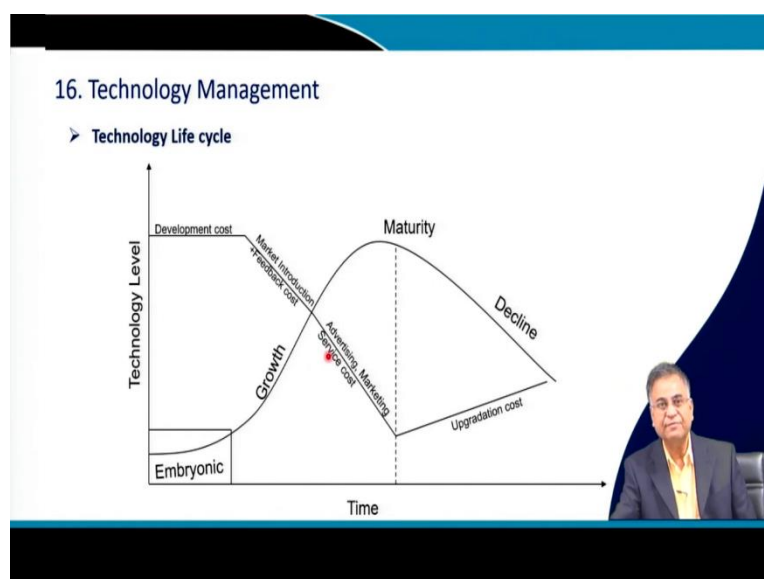 16. Technology Management
➢ Technology Life cycle
Technology Level
Development cost
Market Introduction
+Feedback cost
Maturity
Advertising, Marketing
Service cost
Growth
Decline
Embryonic
Upgradation cost
Time